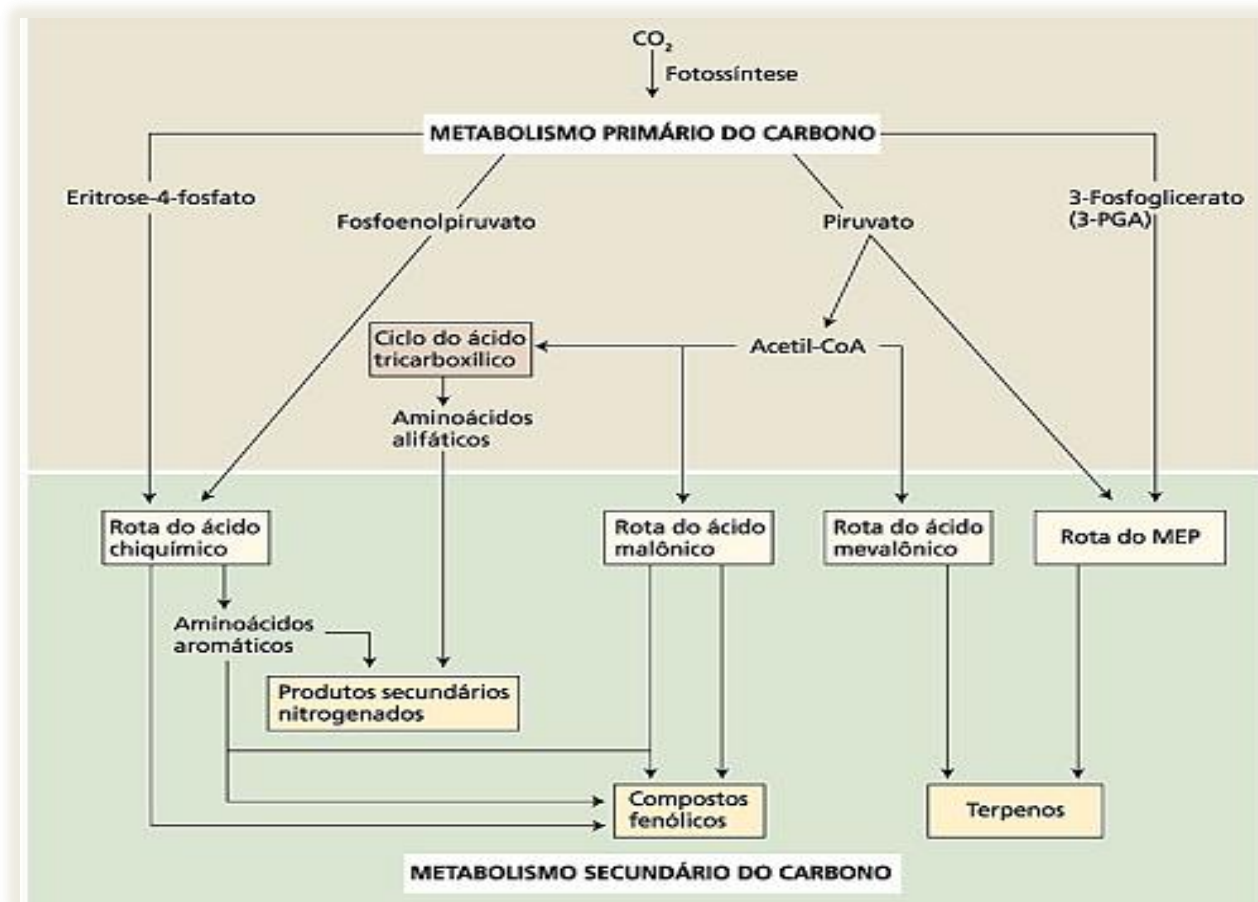 CO₂
Fotossíntese
METABOLISMO PRIMÁRIO DO CARBONO
Eritrose-4-fosfato
Fosfoenolpiruvato
Piruvato
3-Fosfoglicerato
(3-PGA)
Ciclo do ácido
tricarboxílico
Acetil-CoA
Aminoácidos
alifáticos
Rota do ácido
chiquímico
Rota do ácido
malônico
Rota do ácido
mevalônico
Rota do MEP
Aminoácidos
aromáticos
Produtos secundários
nitrogenados
Compostos
fenólicos
Terpenos
METABOLISMO SECUNDÁRIO DO CARBONO